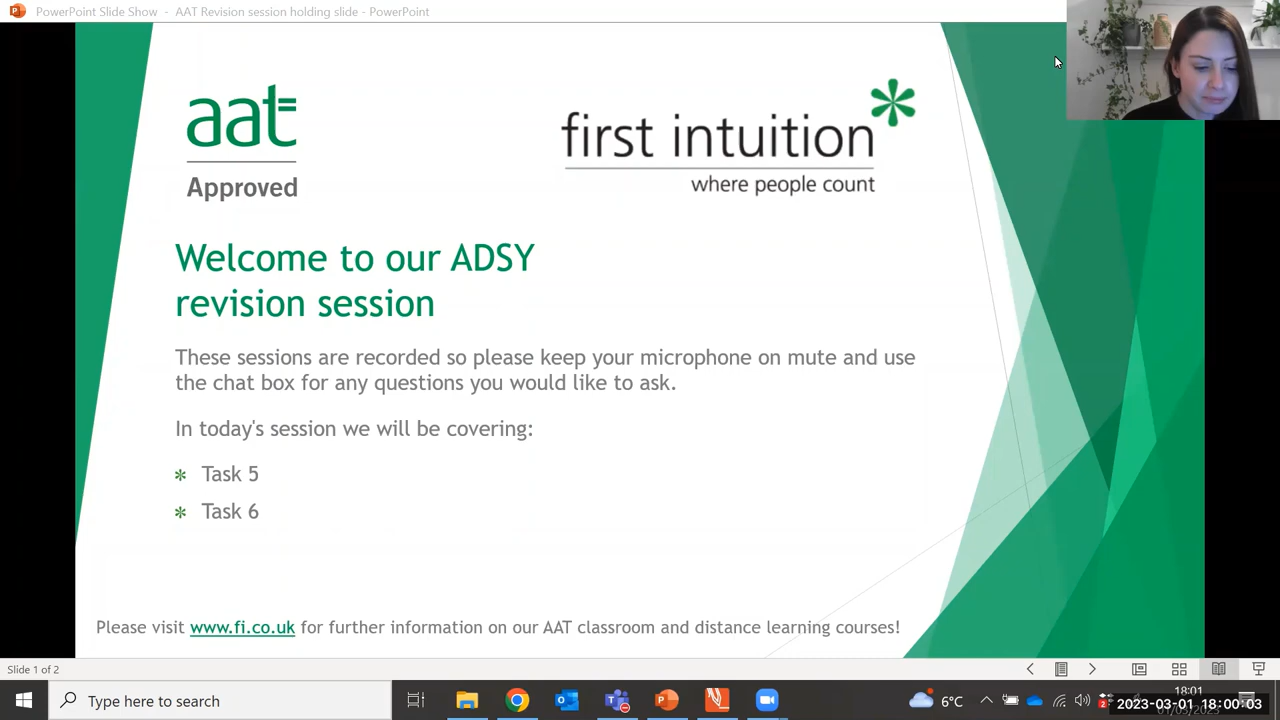 PowerPoint Slide Show - AAT Revision session holding slide - PowerPoint
aat
Approved
first intuition
where people count
Welcome to our ADSY
revision session
These sessions are recorded so please keep your microphone on mute and use
the chat box for any questions you would like to ask.
In today's session we will be covering:
Task 5
Task 6
Please visit www.fi.co.uk for further information on our AAT classroom and distance learning courses!
Slide 1 of 2
Type here to search
6°C
18:01
2023-03-01 18:00:03